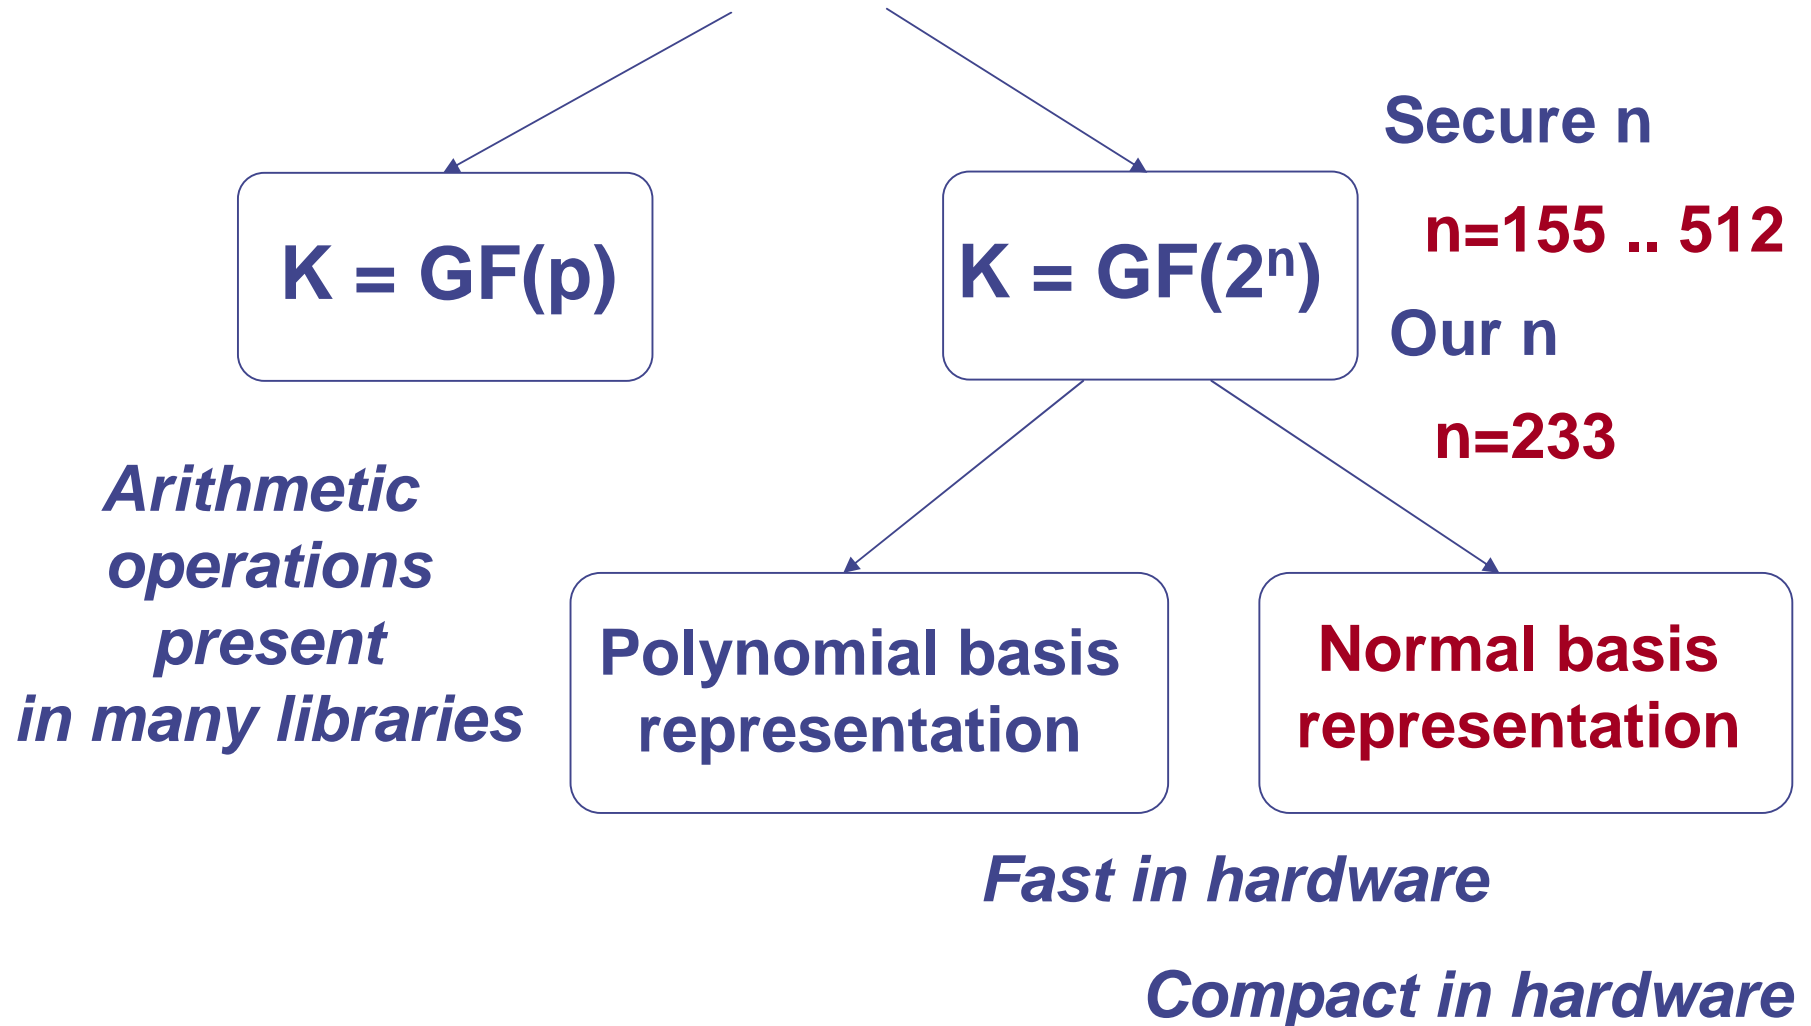 Secure n
n=155 .. 512
K = GF(p)
K = GF(2ⁿ)
Our n
n=233
Arithmetic
operations
present
in many libraries
Polynomial basis
representation
Normal basis
representation
Fast in hardware
Compact in hardware